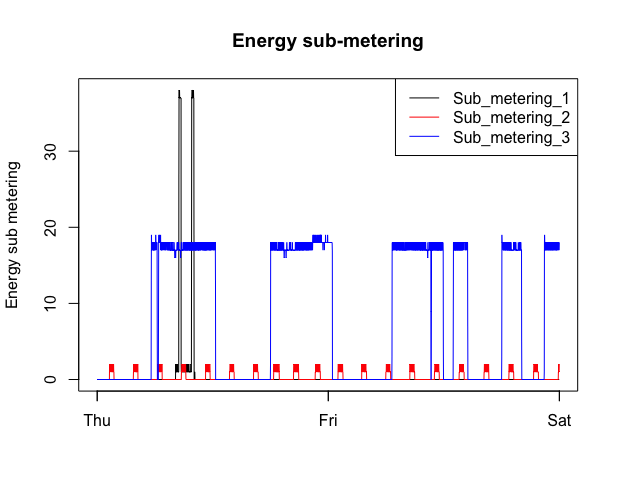 Energy sub-metering
Sub_metering_1
Sub_metering_2
Sub_metering_3
Energy sub metering
30
20
10
0
Thu Fri Sat